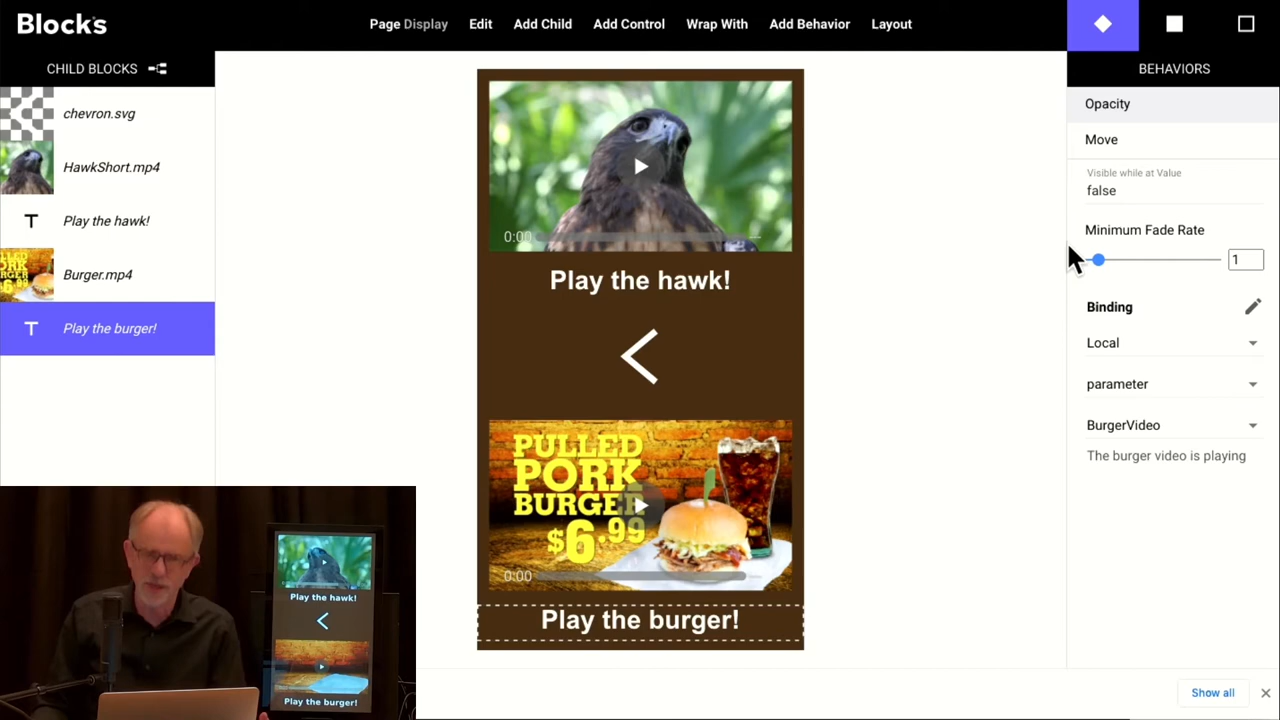 Blocks
Page Display Edit Add Child Add Control Wrap With Add Behavior Layout
CHILD BLOCKS
chevron.svg
HawkShort.mp4
Play the hawk!
Burger.mp4
Play the burger!
0:00
Play the hawk!
PULLED
PORK
BURGER
$6.99
0:00
Play the burger!
BEHAVIORS
Opacity
Move
Visible while at Value
false
Minimum Fade Rate
1
Binding
Local
parameter
BurgerVideo
The burger video is playing
Play the hawk!
Play the burger!
Show all